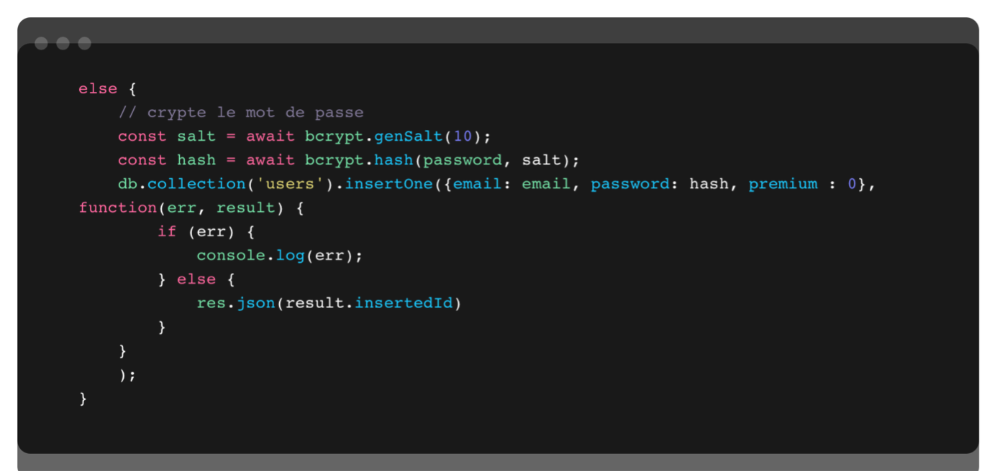 else {
// crypte le mot de passe
const salt = await bcrypt.genSalt(10);
const hash = await bcrypt.hash(password, salt);
db.collection('users').insertOne({email: email, password: hash, premium : 0},
function(err, result) {
if (err) {
console.log(err);
} else {
res.json(result.insertedId)
}
}
);
}